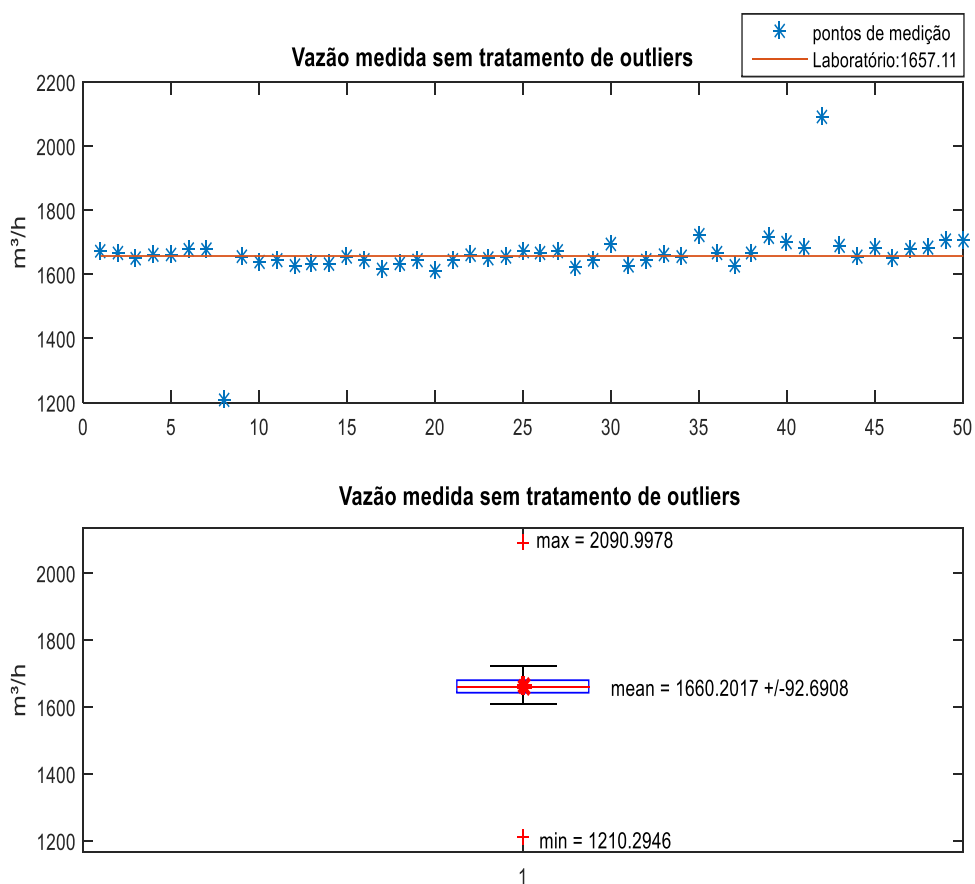 pontos de medição
Laboratório:1657.11
Vazão medida sem tratamento de outliers
m³/h
2200
2000
1800
1600
1400
1200
0 5 10 15 20 25 30 35 40 45 50
Vazão medida sem tratamento de outliers
m³/h
2000
1800
1600
1400
1200
max = 2090.9978
mean = 1660.2017 +/-92.6908
min = 1210.2946
1